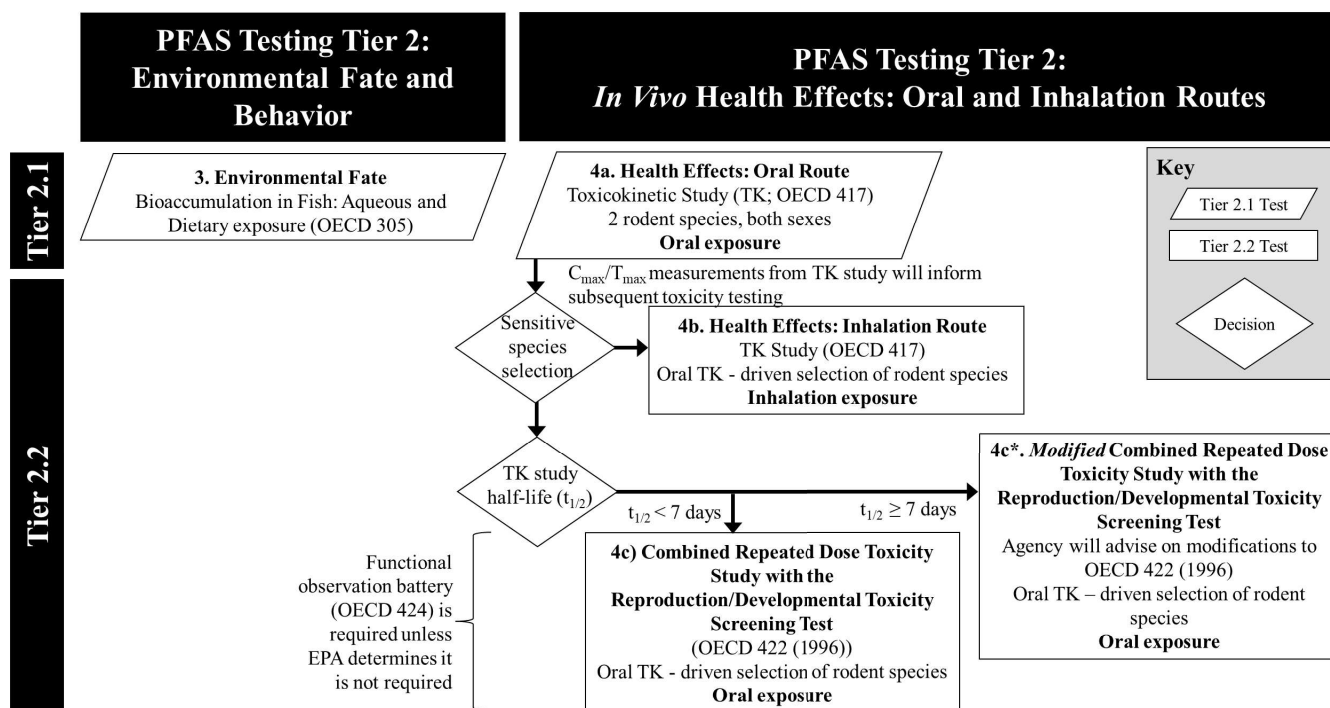 PFAS Testing Tier 2:
Environmental Fate and
Behavior
PFAS Testing Tier 2:
In Vivo Health Effects: Oral and Inhalation Routes
Tier 2.1
3. Environmental Fate
Bioaccumulation in Fish: Aqueous and
Dietary exposure (OECD 305)
4a. Health Effects: Oral Route
Toxicokinetic Study (TK; OECD 417)
2 rodent species, both sexes
Oral exposure
Key
Tier 2.1 Test
Tier 2.2 Test
Decision
Tier 2.2
Cmax/Tmax measurements from TK study will inform
subsequent toxicity testing
Sensitive
species
selection
4b. Health Effects: Inhalation Route
TK Study (OECD 417)
Oral TK - driven selection of rodent species
Inhalation exposure
TK study
half-life (t1/2)
t1/2 < 7 days
t1/2 ≥ 7 days
4c*. Modified Combined Repeated Dose
Toxicity Study with the
Reproduction/Developmental Toxicity
Screening Test
Agency will advise on modifications to
OECD 422 (1996)
Oral TK – driven selection of rodent
species
Oral exposure
Functional
observation battery
(OECD 424) is
required unless
EPA determines it
is not required
4c) Combined Repeated Dose Toxicity
Study with the
Reproduction/Developmental Toxicity
Screening Test
(OECD 422 (1996))
Oral TK - driven selection of rodent species
Oral exposure